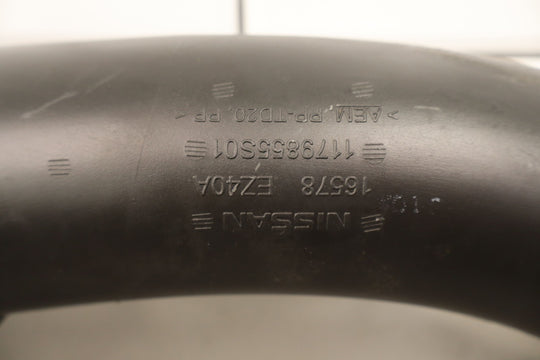 NISSAN
16578 EZ40A
1179855S01
> AEM PP-TD20, PP <